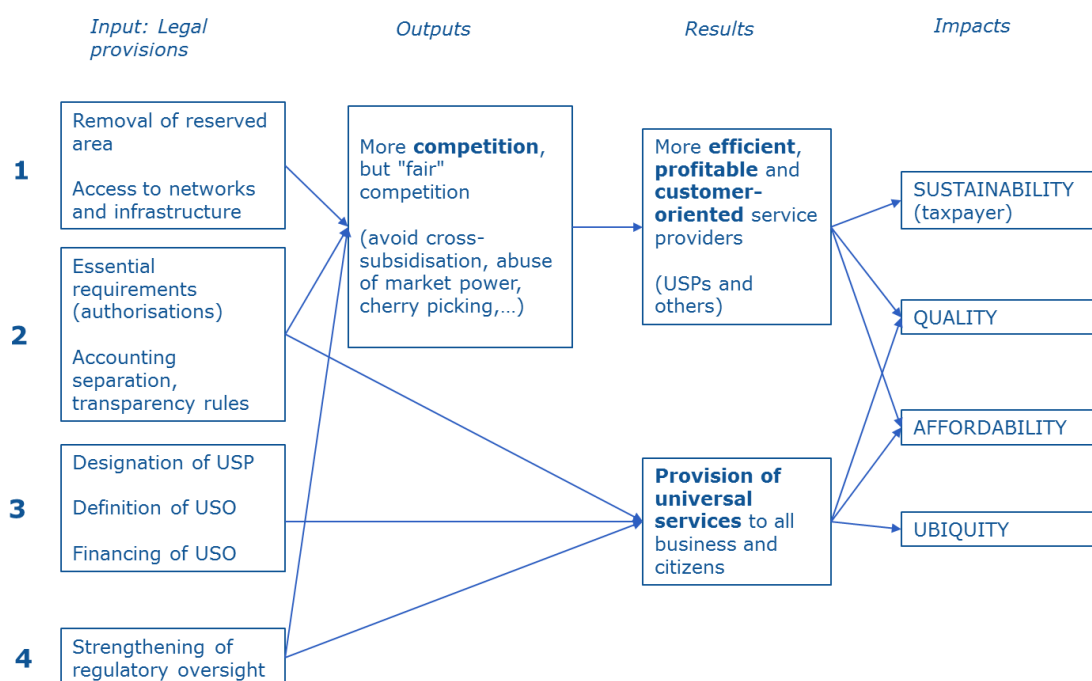 Input: Legal
provisions
Outputs
Results
Impacts
1
Removal of reserved
area
Access to networks
and infrastructure
2
Essential
requirements
(authorisations)
Accounting
separation,
transparency rules
3
Designation of USP
Definition of USO
Financing of USO
4
Strengthening of
regulatory oversight
More competition,
but "fair"
competition
(avoid cross-
subsidisation, abuse
of market power,
cherry picking,...)
More efficient,
profitable and
customer-
oriented service
providers
(USPs and
others)
Provision of
universal
services to all
business and
citizens
SUSTAINABILITY
(taxpayer)
QUALITY
AFFORDABILITY
UBIQUITY